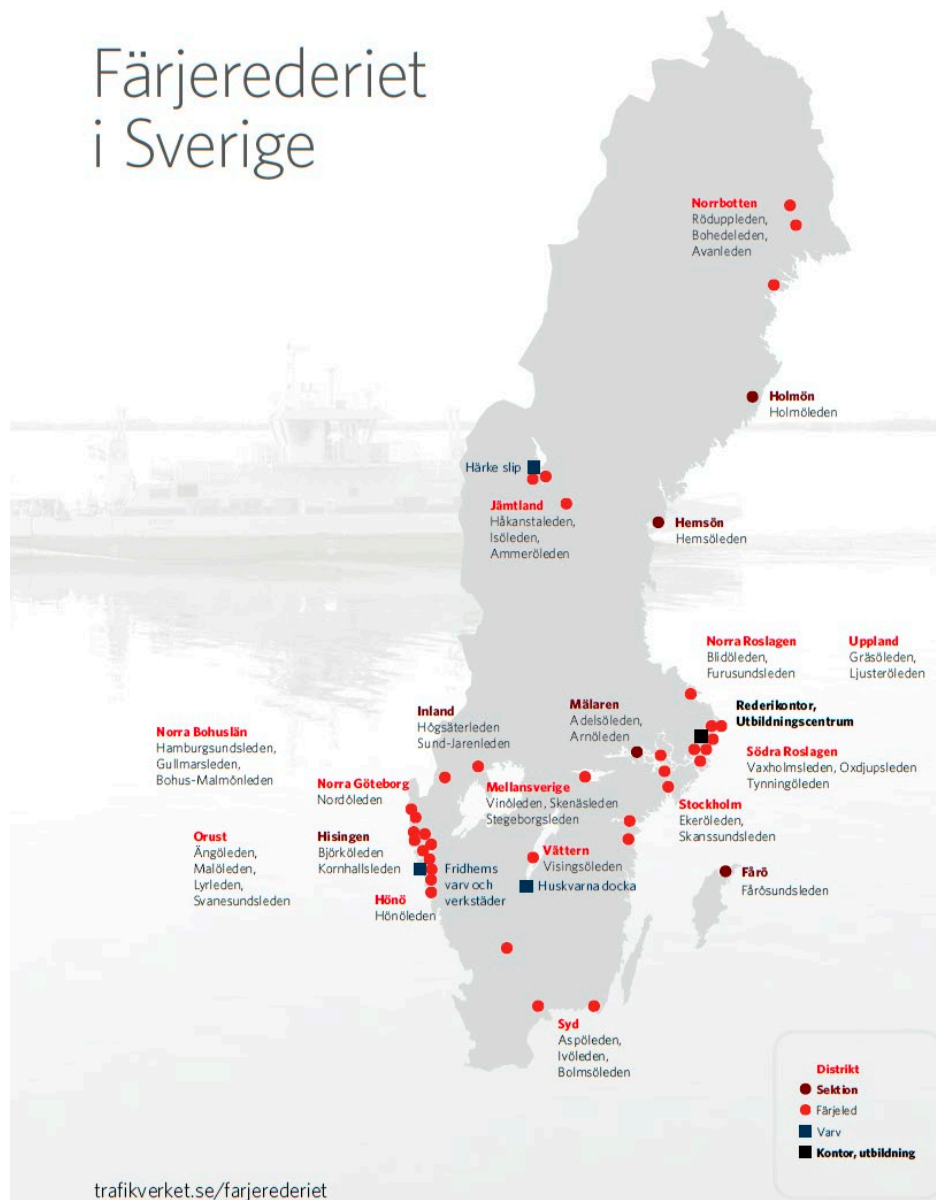 Färjerederiet
i Sverige
Norrbotten
Röduppleden,
Bohedeleden,
Avanleden
Holmön
Holmöleden
Härke slip
Jämtland
Håkanstaleden,
Isöleden,
Ammeröleden
Hemsön
Hemsöleden
Norra Roslagen
Blidöleden,
Furusundsleden
Uppland
Gräsöleden,
Ljusteröleden
Rederikontor,
Utbildningscentrum
Mälaren
Adelsöleden,
Arnöleden
Inland
Högsäterleden
Sund-Jarenleden
Norra Bohuslän
Hamburgsundsleden,
Gullmarsleden,
Bohus-Malmönleden
Södra Roslagen
Vaxholmsleden, Oxdjupsleden
Tynningöleden
Norra Göteborg
Nordöleden
Mellansverige
Vinöleden, Skenäsleden
Stegeborgsleden
Stockholm
Ekeröleden,
Skanssundsleden
Orust
Ängöleden,
Malöleden,
Lyrleden,
Svanesundsleden
Hisingen
Björköleden
Kornhallsleden
Fridhems
varv och
verkstäder
Vättern
Visingsöleden
Huskvarna docka
Fårö
Fårösundsleden
Hönö
Hönöleden
Syd
Aspöleden,
Ivöleden,
Bolmsöleden
Distrikt
Sektion
Färjeled
Varv
Kontor, utbildning
trafikverket.se/farjerederiet